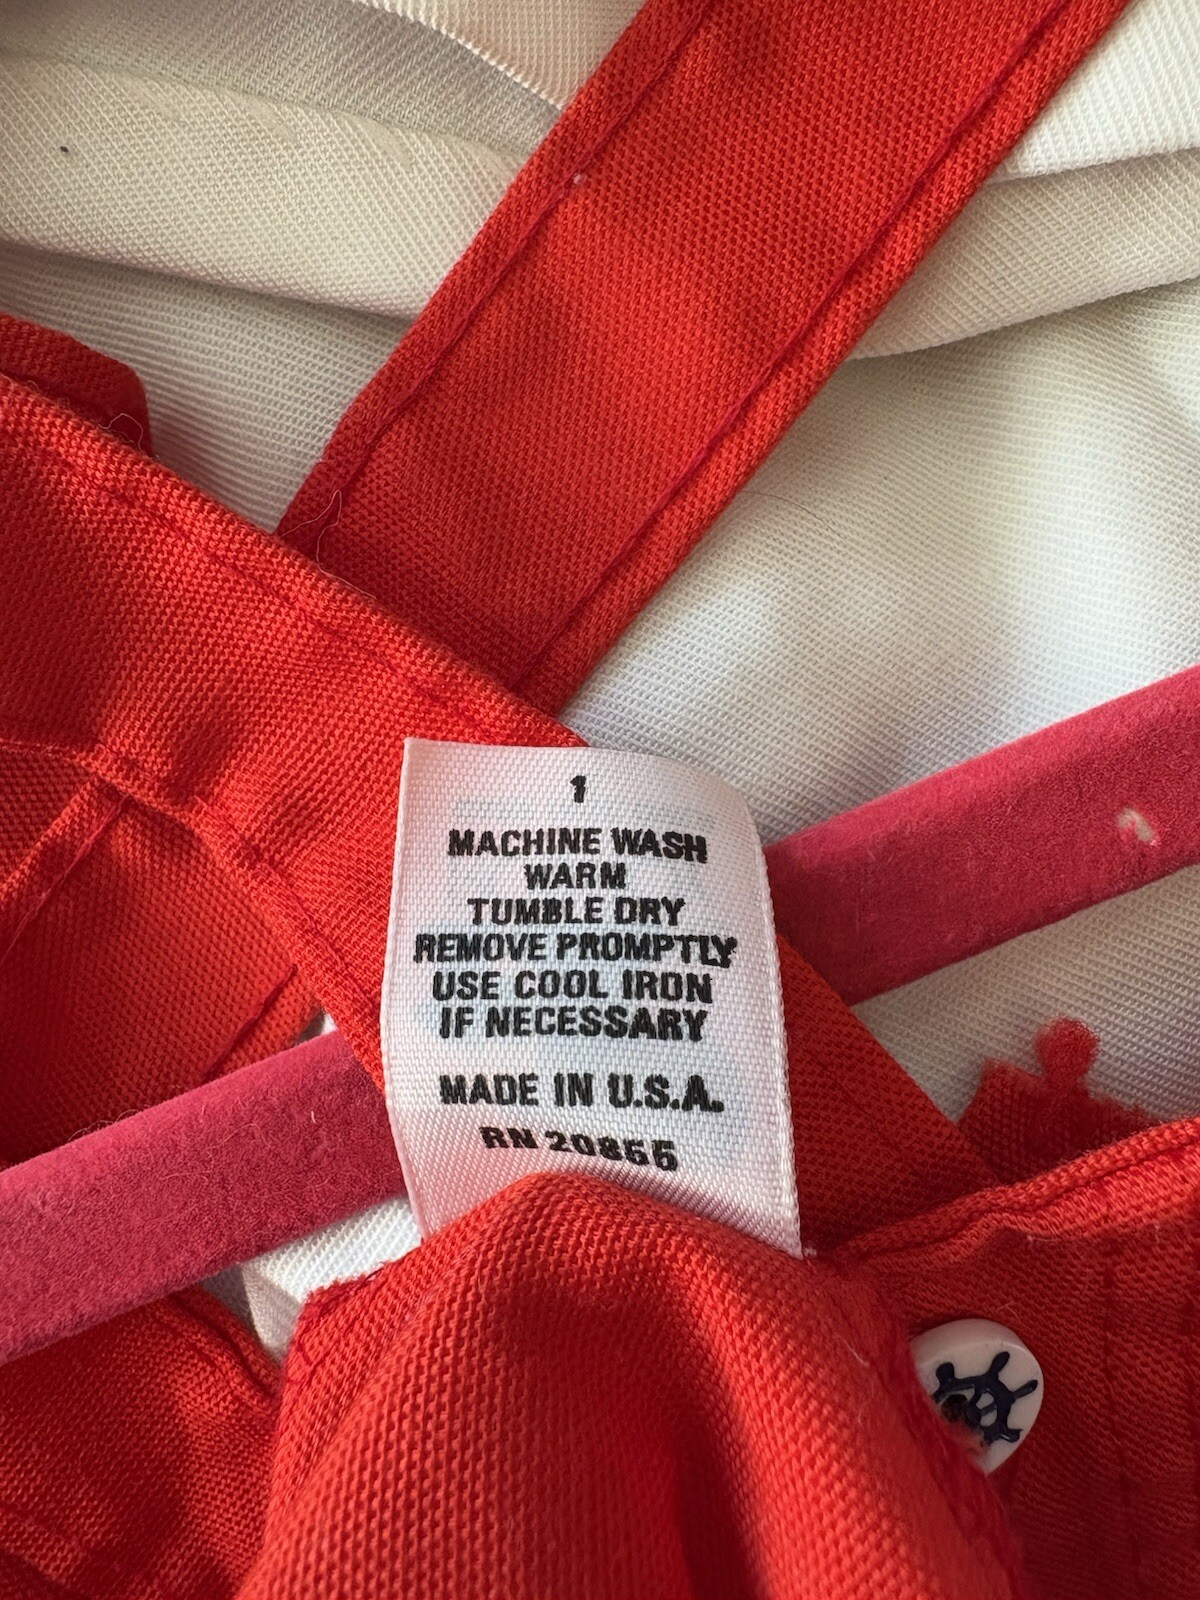 1
MACHINE WASH
WARM
TUMBLE DRY
REMOVE PROMPTLY
USE COOL IRON
IF NECESSARY
MADE IN U.S.A.
RN 20855